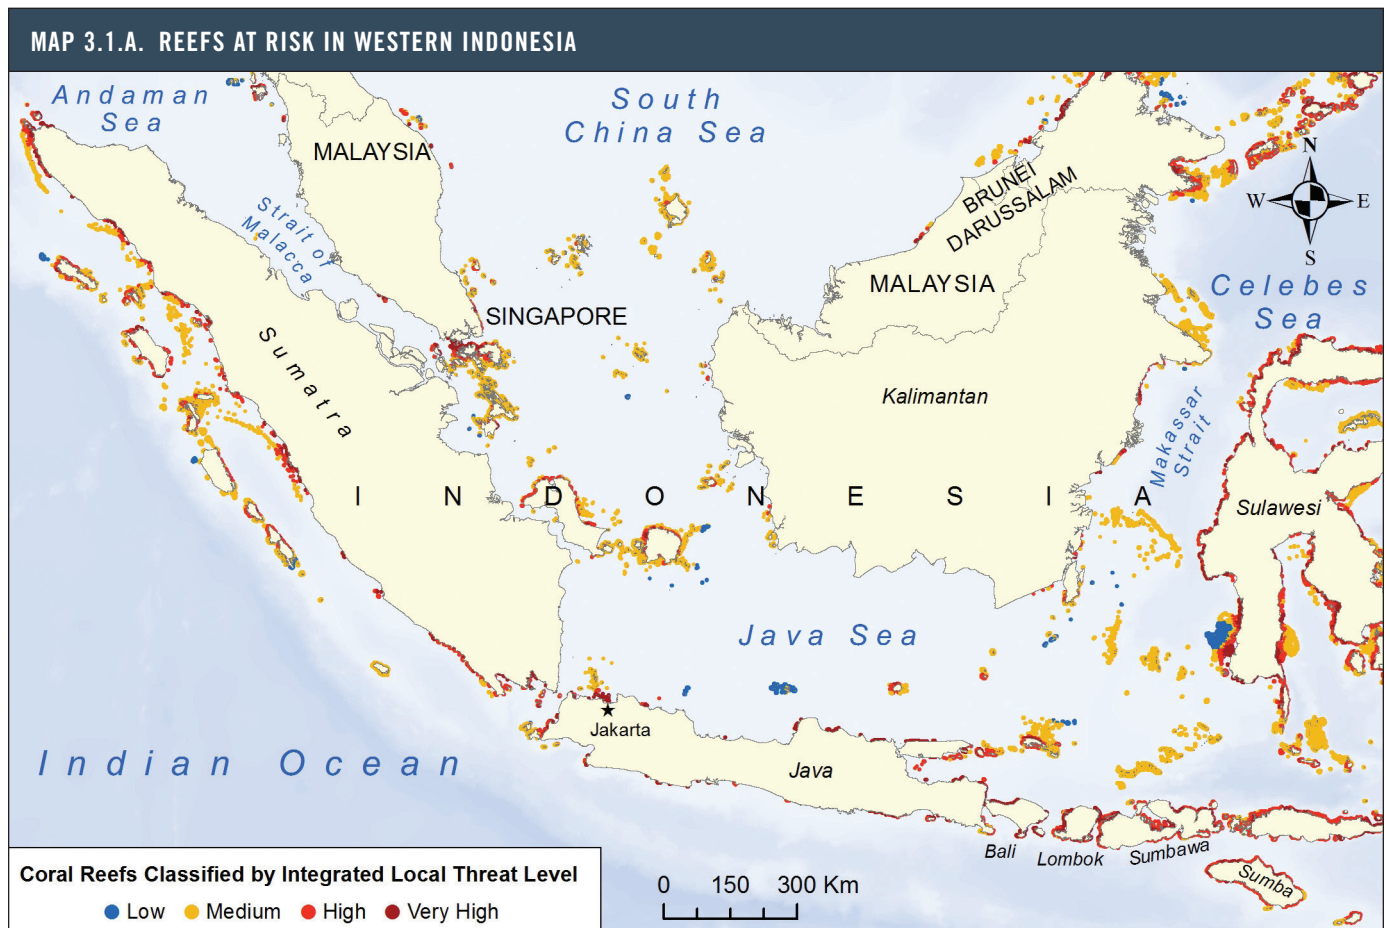 MAP 3.1.A. REEFS AT RISK IN WESTERN INDONESIA
Andaman
Sea
South
China Sea
MALAYSIA
N
W
E
S
BRUNEI
DARUSSALAM
Strait of
Malacca
MALAYSIA
Celebes
Sea
SINGAPORE
Sumatra
Kalimantan
Makassar
Strait
INDONESIA
Sulawesi
Java Sea
Jakarta
Indian Ocean
Java
Bali
Lombok
Sumbawa
Sumba
Coral Reefs Classified by Integrated Local Threat Level
Low Medium High Very High
0 150 300 Km